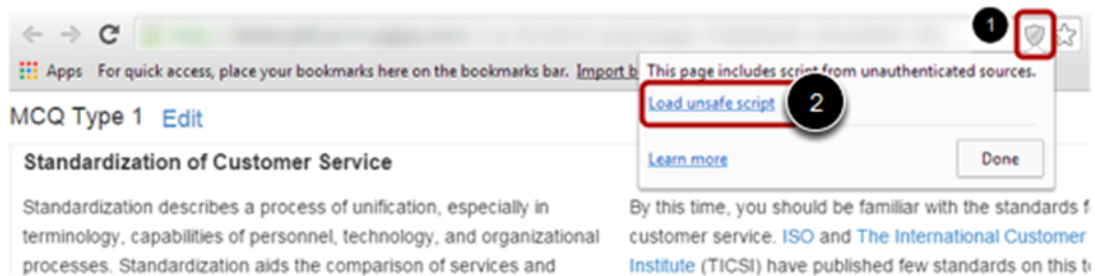 1
Apps For quick access, place your bookmarks here on the bookmarks bar. Import b
This page includes script from unauthenticated sources.
Load unsafe script
2
Learn more
Done
MCQ Type 1 Edit
Standardization of Customer Service
Standardization describes a process of unification, especially in
terminology, capabilities of personnel, technology, and organizational
processes. Standardization aids the comparison of services and
By this time, you should be familiar with the standards f
customer service. ISO and The International Customer
Institute (TICSI) have published few standards on this t